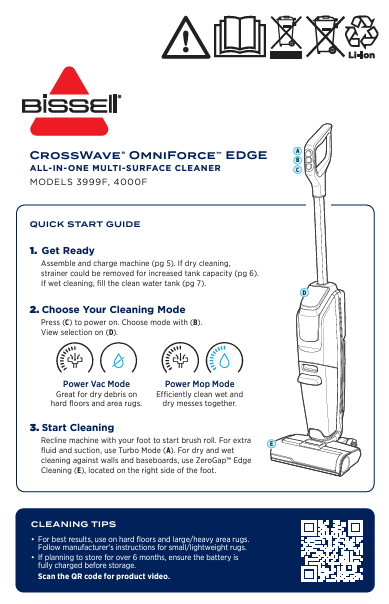 Li-Ion
BISSELL®
CROSSWAVE® OMNIFORCE™ EDGE
ALL-IN-ONE MULTI-SURFACE CLEANER
MODELS 3999F, 4000F
A
B
C
QUICK START GUIDE
1. Get Ready
Assemble and charge machine (pg 5). If dry cleaning,
strainer could be removed for increased tank capacity (pg 6).
If wet cleaning, fill the clean water tank (pg 7).
2. Choose Your Cleaning Mode
Press (C) to power on. Choose mode with (B).
View selection on (D).
D
Power Vac Mode
Great for dry debris on
hard floors and area rugs.
Power Mop Mode
Efficiently clean wet and
dry messes together.
3. Start Cleaning
Recline machine with your foot to start brush roll. For extra
fluid and suction, use Turbo Mode (A). For dry and wet
cleaning against walls and baseboards, use ZeroGap™ Edge
Cleaning (E), located on the right side of the foot.
E
CLEANING TIPS
• For best results, use on hard floors and large/heavy area rugs.
Follow manufacturer's instructions for small/lightweight rugs.
• If planning to store for over 6 months, ensure the battery is
fully charged before storage.
Scan the QR code for product video.